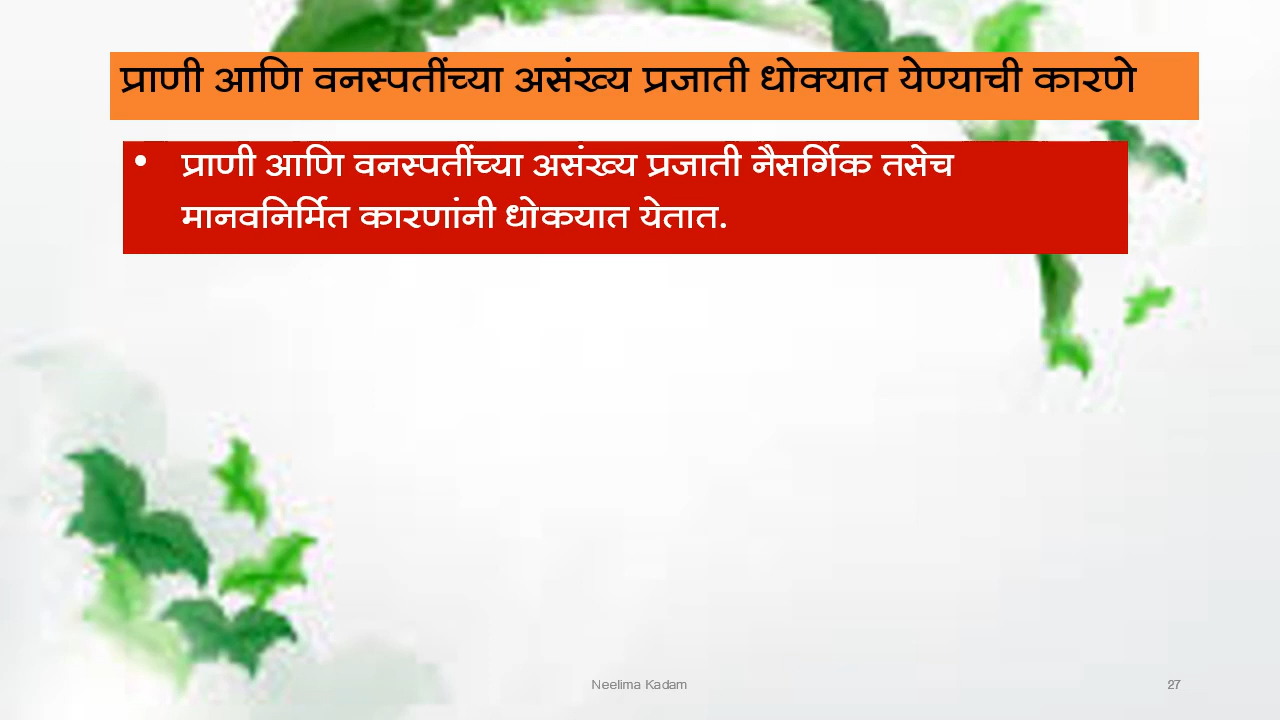 प्राणी आणि वनस्पतींच्या असंख्य प्रजाती धोक्यात येण्याची कारणे
• प्राणी आणि वनस्पतींच्या असंख्य प्रजाती नैसर्गिक तसेच
मानवनिर्मित कारणांनी धोकयात येतात.
Neelima Kadam
27